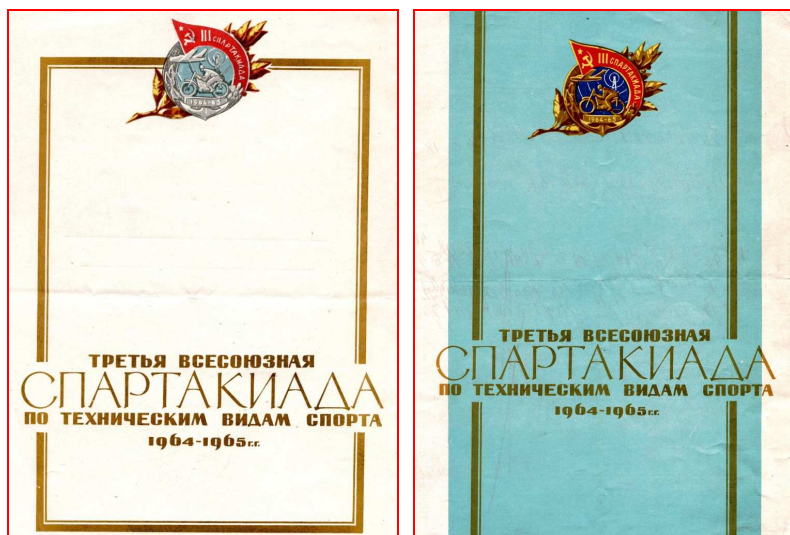 III СПАРТАКИАДА
1964-65
ТРЕТЬЯ ВСЕСОЮЗНАЯ
СПАРТАКИАДА
ПО ТЕХНИЧЕСКИМ ВИДАМ СПОРТА
1964-1965 г.г.
III СПАРТАКИАДА
1964-65
ТРЕТЬЯ ВСЕСОЮЗНАЯ
СПАРТАКИАДА
ПО ТЕХНИЧЕСКИМ ВИДАМ СПОРТА
1964-1965 г.г.